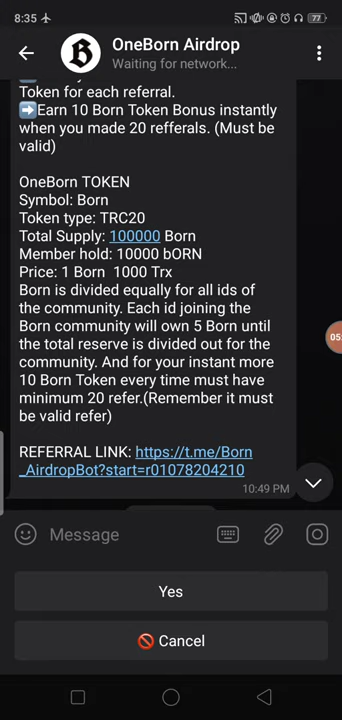 8:35
77
OneBorn Airdrop
Waiting for network...
Token for each referral.
➡️Earn 10 Born Token Bonus instantly
when you made 20 refferals. (Must be
valid)
OneBorn TOKEN
Symbol: Born
Token type: TRC20
Total Supply: 100000 Born
Member hold: 10000 bORN
Price: 1 Born  1000 Trx
Born is divided equally for all ids of
the community. Each id joining the
Born community will own 5 Born until
the total reserve is divided out for the
community. And for your instant more
10 Born Token every time must have
minimum 20 refer.(Remember it must
be valid refer)
REFERRAL LINK: https://t.me/Born
_AirdropBot?start=r01078204210
10:49 PM
05
Message
Yes
🚫 Cancel